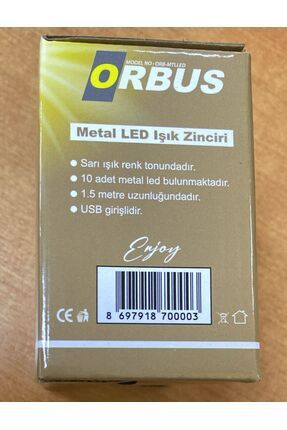 MODEL NO : ORB-MTLLED
ORBUS
Metal LED Işık Zinciri
• Sarı ışık renk tonundadır.
• 10 adet metal led bulunmaktadır.
• 1.5 metre uzunluğundadır.
• USB girişlidir.
Enjoy
CE
8 697918 700003